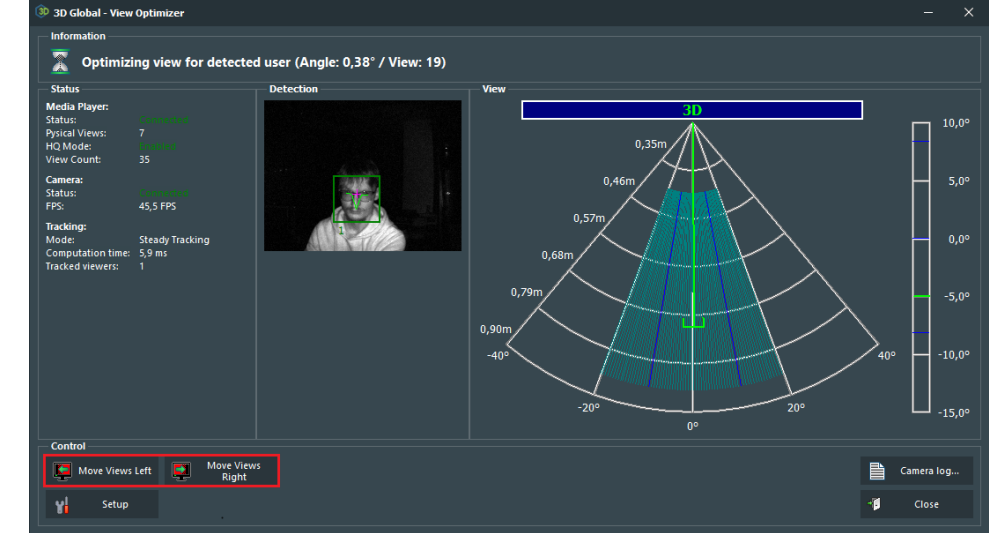 3D Global - View Optimizer
Information
Optimizing view for detected user (Angle: 0,38° / View: 19)
Status
Media Player:
Status: Connected
Pysical Views: 7
HQ Mode: Enabled
View Count: 35
Camera:
Status: Connected
FPS: 45,5 FPS
Tracking:
Mode: Steady Tracking
Computation time: 5,9 ms
Tracked viewers: 1
Detection
1
View
3D
0,35m
0,46m
0,57m
0,68m
0,79m
0,90m
-40°
-20°
0°
20°
40°
10,0°
5,0°
0,0°
-5,0°
-10,0°
-15,0°
Control
Move Views Left
Move Views
Right
Setup
Camera log...
Close